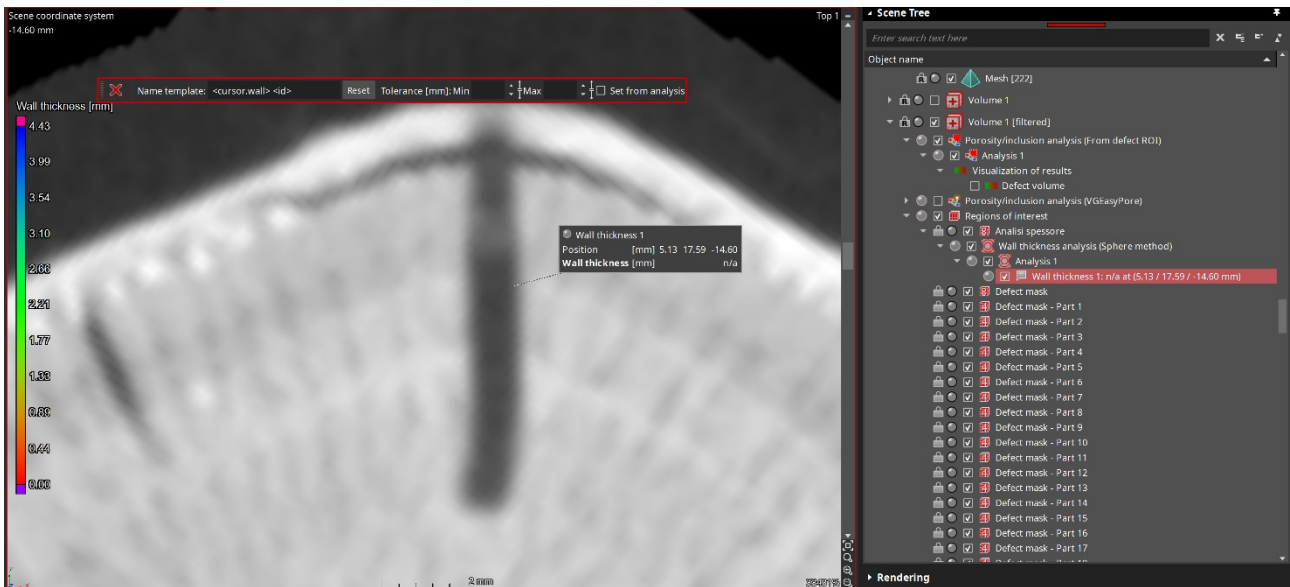 Scene coordinate system
-14.60 mm
Top 1
Name template: <cursor.wall> <id> Reset Tolerance [mm]: Min Max Set from analysis
Wall thickness [mm]
4.43
3.99
3.54
3.10
2.66
2.21
1.77
1.33
0.89
0.44
0.00
Wall thickness 1
Position [mm] 5.13 17.59 -14.60
Wall thickness [mm] n/a
2 mm
Scene Tree
Enter search text here
Object name
Mesh [222]
Volume 1
Volume 1 [filtered]
Porosity/inclusion analysis (From defect ROI)
Analysis 1
Visualization of results
Defect volume
Porosity/inclusion analysis (VGEasyPore)
Regions of interest
Analisi spessore
Wall thickness analysis (Sphere method)
Analysis 1
Wall thickness 1: n/a at (5.13 / 17.59 / -14.60 mm)
Defect mask
Defect mask - Part 1
Defect mask - Part 2
Defect mask - Part 3
Defect mask - Part 4
Defect mask - Part 5
Defect mask - Part 6
Defect mask - Part 7
Defect mask - Part 8
Defect mask - Part 9
Defect mask - Part 10
Defect mask - Part 11
Defect mask - Part 12
Defect mask - Part 13
Defect mask - Part 14
Defect mask - Part 15
Defect mask - Part 16
Defect mask - Part 17
Rendering